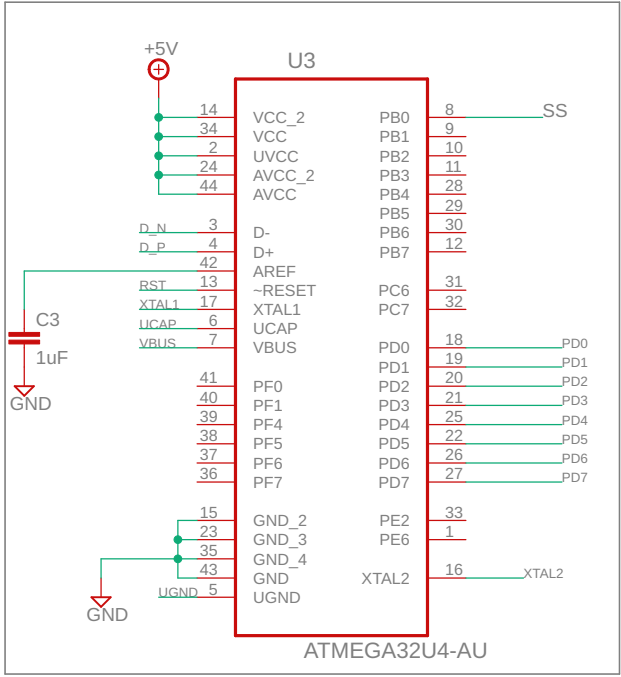 +5V
U3
14 VCC_2 PB0 8 SS
34 VCC PB1 9
2 UVCC PB2 10
24 AVCC_2 PB3 11
44 AVCC PB4 28
PB5 29
D_N 3 D- PB6 30
D_P 4 D+ PB7 12
42 AREF
RST 13 ~RESET PC6 31
XTAL1 17 XTAL1 PC7 32
UCAP 6 UCAP
VBUS 7 VBUS PD0 18 PD0
PD1 19 PD1
41 PF0 PD2 20 PD2
40 PF1 PD3 21 PD3
39 PF4 PD4 25 PD4
38 PF5 PD5 22 PD5
37 PF6 PD6 26 PD6
36 PF7 PD7 27 PD7
15 GND_2 PE2 33
23 GND_3 PE6 1
35 GND_4
43 GND XTAL2 16 XTAL2
UGND 5 UGND
C3
1uF
GND
GND
ATMEGA32U4-AU